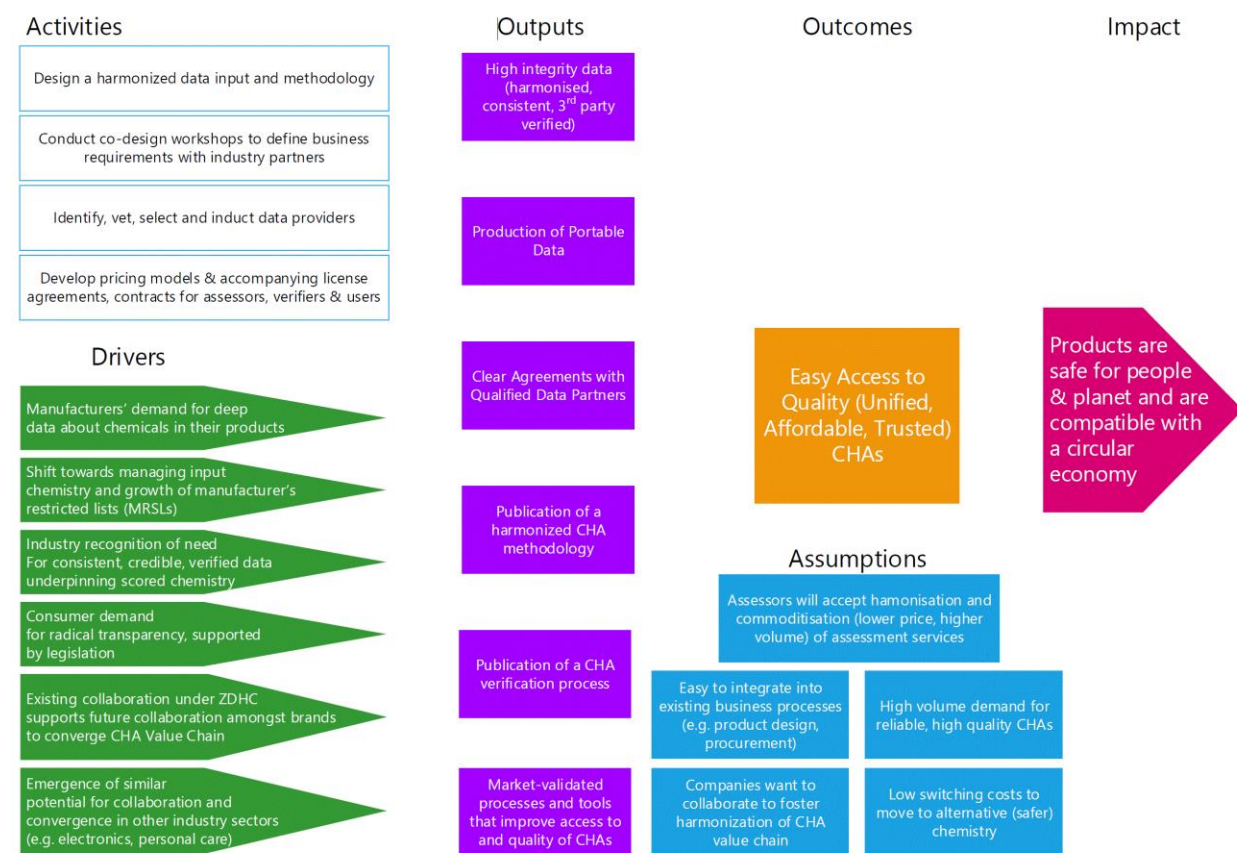 Activities
Design a harmonized data input and methodology
Conduct co-design workshops to define business
requirements with industry partners
Identify, vet, select and induct data providers
Develop pricing models & accompanying license
agreements, contracts for assessors, verifiers & users
Drivers
Manufacturers’ demand for deep
data about chemicals in their products
Shift towards managing input
chemistry and growth of manufacturer’s
restricted lists (MRSLs)
Industry recognition of need
For consistent, credible, verified data
underpinning scored chemistry
Consumer demand
for radical transparency, supported
by legislation
Existing collaboration under ZDHC
supports future collaboration amongst brands
to converge CHA Value Chain
Emergence of similar
potential for collaboration and
convergence in other industry sectors
(e.g. electronics, personal care)
Outputs
High integrity data
(harmonised,
consistent, 3rd party
verified)
Production of Portable
Data
Clear Agreements with
Qualified Data Partners
Publication of a
harmonized CHA
methodology
Publication of a CHA
verification process
Market-validated
processes and tools
that improve access to
and quality of CHAs
Outcomes
Easy Access to
Quality (Unified,
Affordable, Trusted)
CHAs
Assumptions
Assessors will accept hamonisation and
commoditisation (lower price, higher
volume) of assessment services
Easy to integrate into
existing business processes
(e.g. product design,
procurement)
High volume demand for
reliable, high quality CHAs
Companies want to
collaborate to foster
harmonization of CHA
value chain
Low switching costs to
move to alternative (safer)
chemistry
Impact
Products are
safe for people
& planet and are
compatible with
a circular
economy